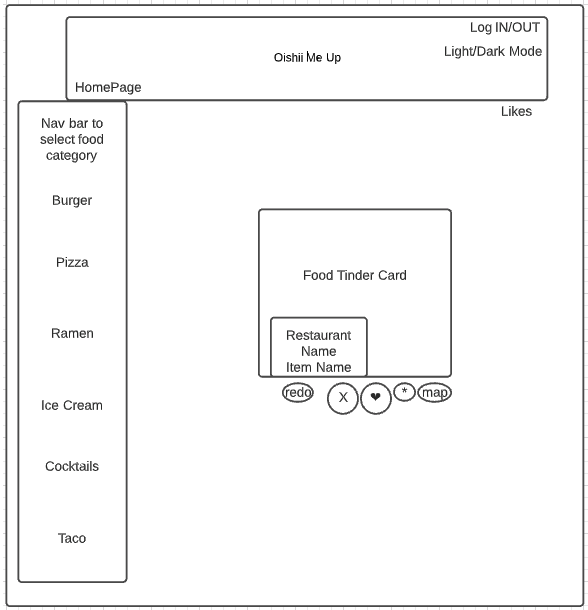 Log IN/OUT
Oishii Me Up
Light/Dark Mode
HomePage
Likes
Nav bar to
select food
category
Burger
Pizza
Ramen
Ice Cream
Cocktails
Taco
Food Tinder Card
Restaurant
Name
Item Name
redo
X
❤
*
map